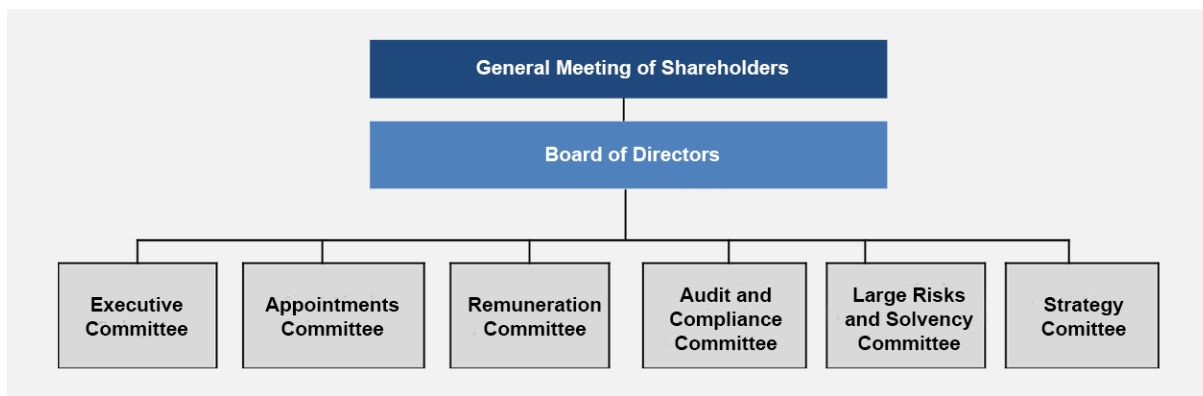 General Meeting of Shareholders
Board of Directors
Executive
Committee
Appointments
Committee
Remuneration
Committee
Audit and
Compliance
Committee
Large Risks
and Solvency
Committee
Strategy
Comittee